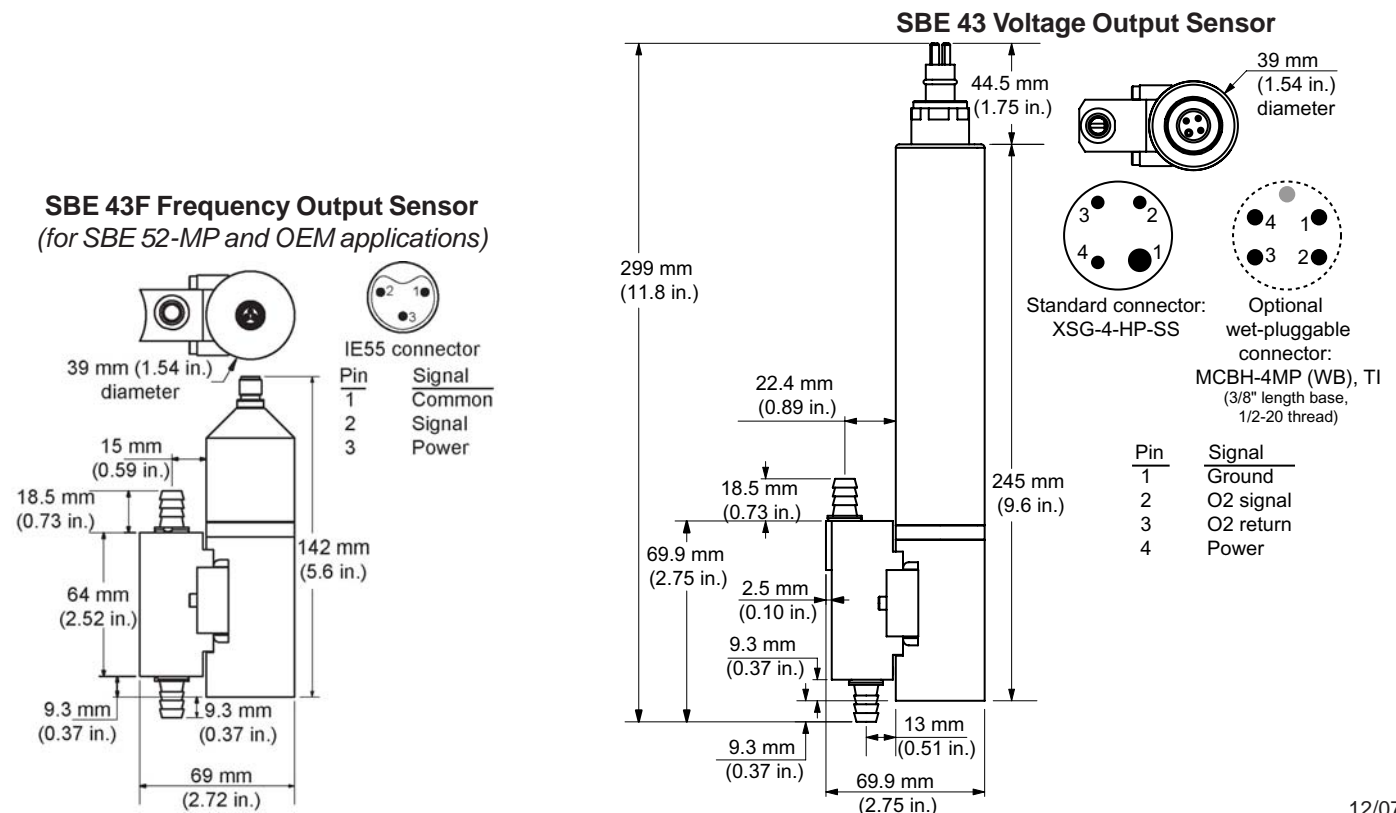 SBE 43F Frequency Output Sensor
(for SBE 52-MP and OEM applications)
2
1
3
IE55 connector
39 mm (1.54 in.)
diameter
Pin Signal
1 Common
2 Signal
3 Power
15 mm
(0.59 in.)
18.5 mm
(0.73 in.)
142 mm
(5.6 in.)
64 mm
(2.52 in.)
9.3 mm
(0.37 in.)
9.3 mm
(0.37 in.)
69 mm
(2.72 in.)
SBE 43 Voltage Output Sensor
44.5 mm
(1.75 in.)
39 mm
(1.54 in.)
diameter
299 mm
(11.8 in.)
3
2
4
1
Standard connector:
XSG-4-HP-SS
4
1
3
2
Optional
wet-pluggable
connector:
MCBH-4MP (WB), TI
(3/8" length base,
1/2-20 thread)
22.4 mm
(0.89 in.)
Pin Signal
1 Ground
2 O2 signal
3 O2 return
4 Power
18.5 mm
(0.73 in.)
245 mm
(9.6 in.)
69.9 mm
(2.75 in.)
2.5 mm
(0.10 in.)
9.3 mm
(0.37 in.)
13 mm
(0.51 in.)
9.3 mm
(0.37 in.)
69.9 mm
(2.75 in.)
12/07